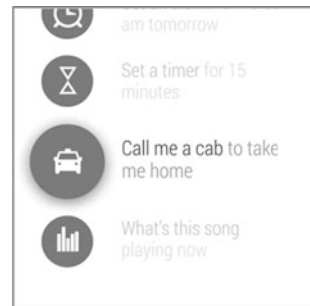 am tomorrow
Set a timer for 15
minutes
Call me a cab to take
me home
What's this song
playing now